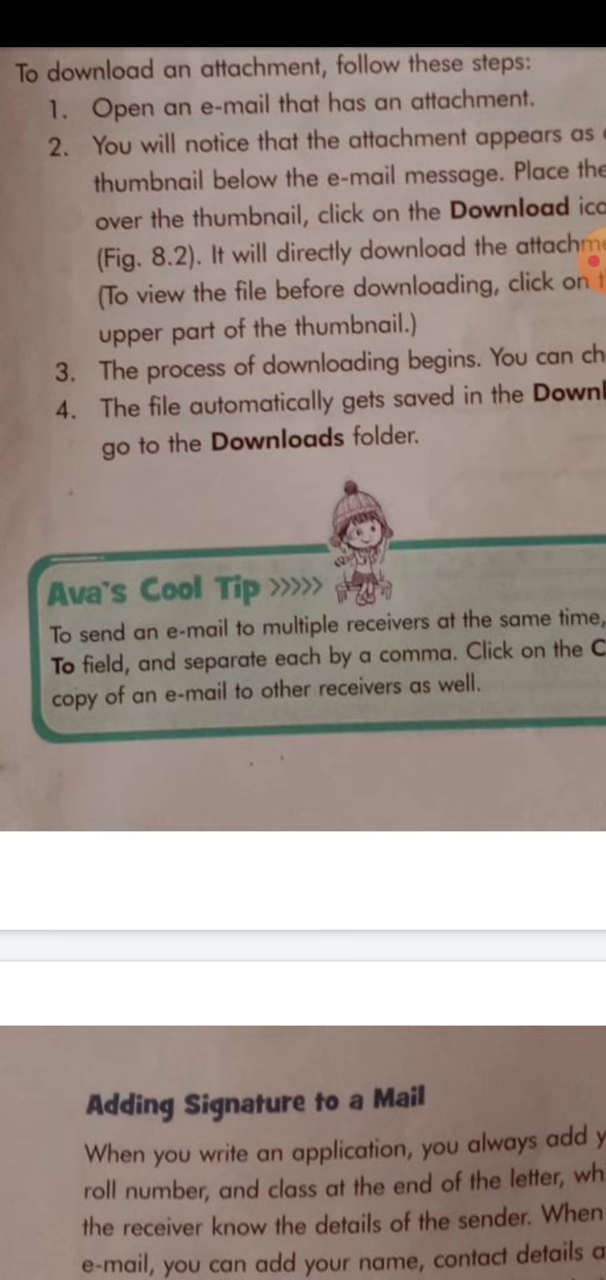 To download an attachment, follow these steps:
1. Open an e-mail that has an attachment.
2. You will notice that the attachment appears as
thumbnail below the e-mail message. Place the
over the thumbnail, click on the Download
(Fig. 8.2). It will directly download the
(To view the file before downloading, click on
upper part of the thumbnail.)
3. The process of downloading begins. You can
4. The file automatically gets saved in the
go to the Downloads folder.
Ava's Cool Tip >>>>>
To send an e-mail to multiple receivers at the same time,
To field, and separate each by a comma. Click on the
copy of an e-mail to other receivers as well.
Adding Signature to a Mail
When you write an application, you always add
roll number, and class at the end of the letter,
the receiver know the details of the sender. When
e-mail, you can add your name, contact details